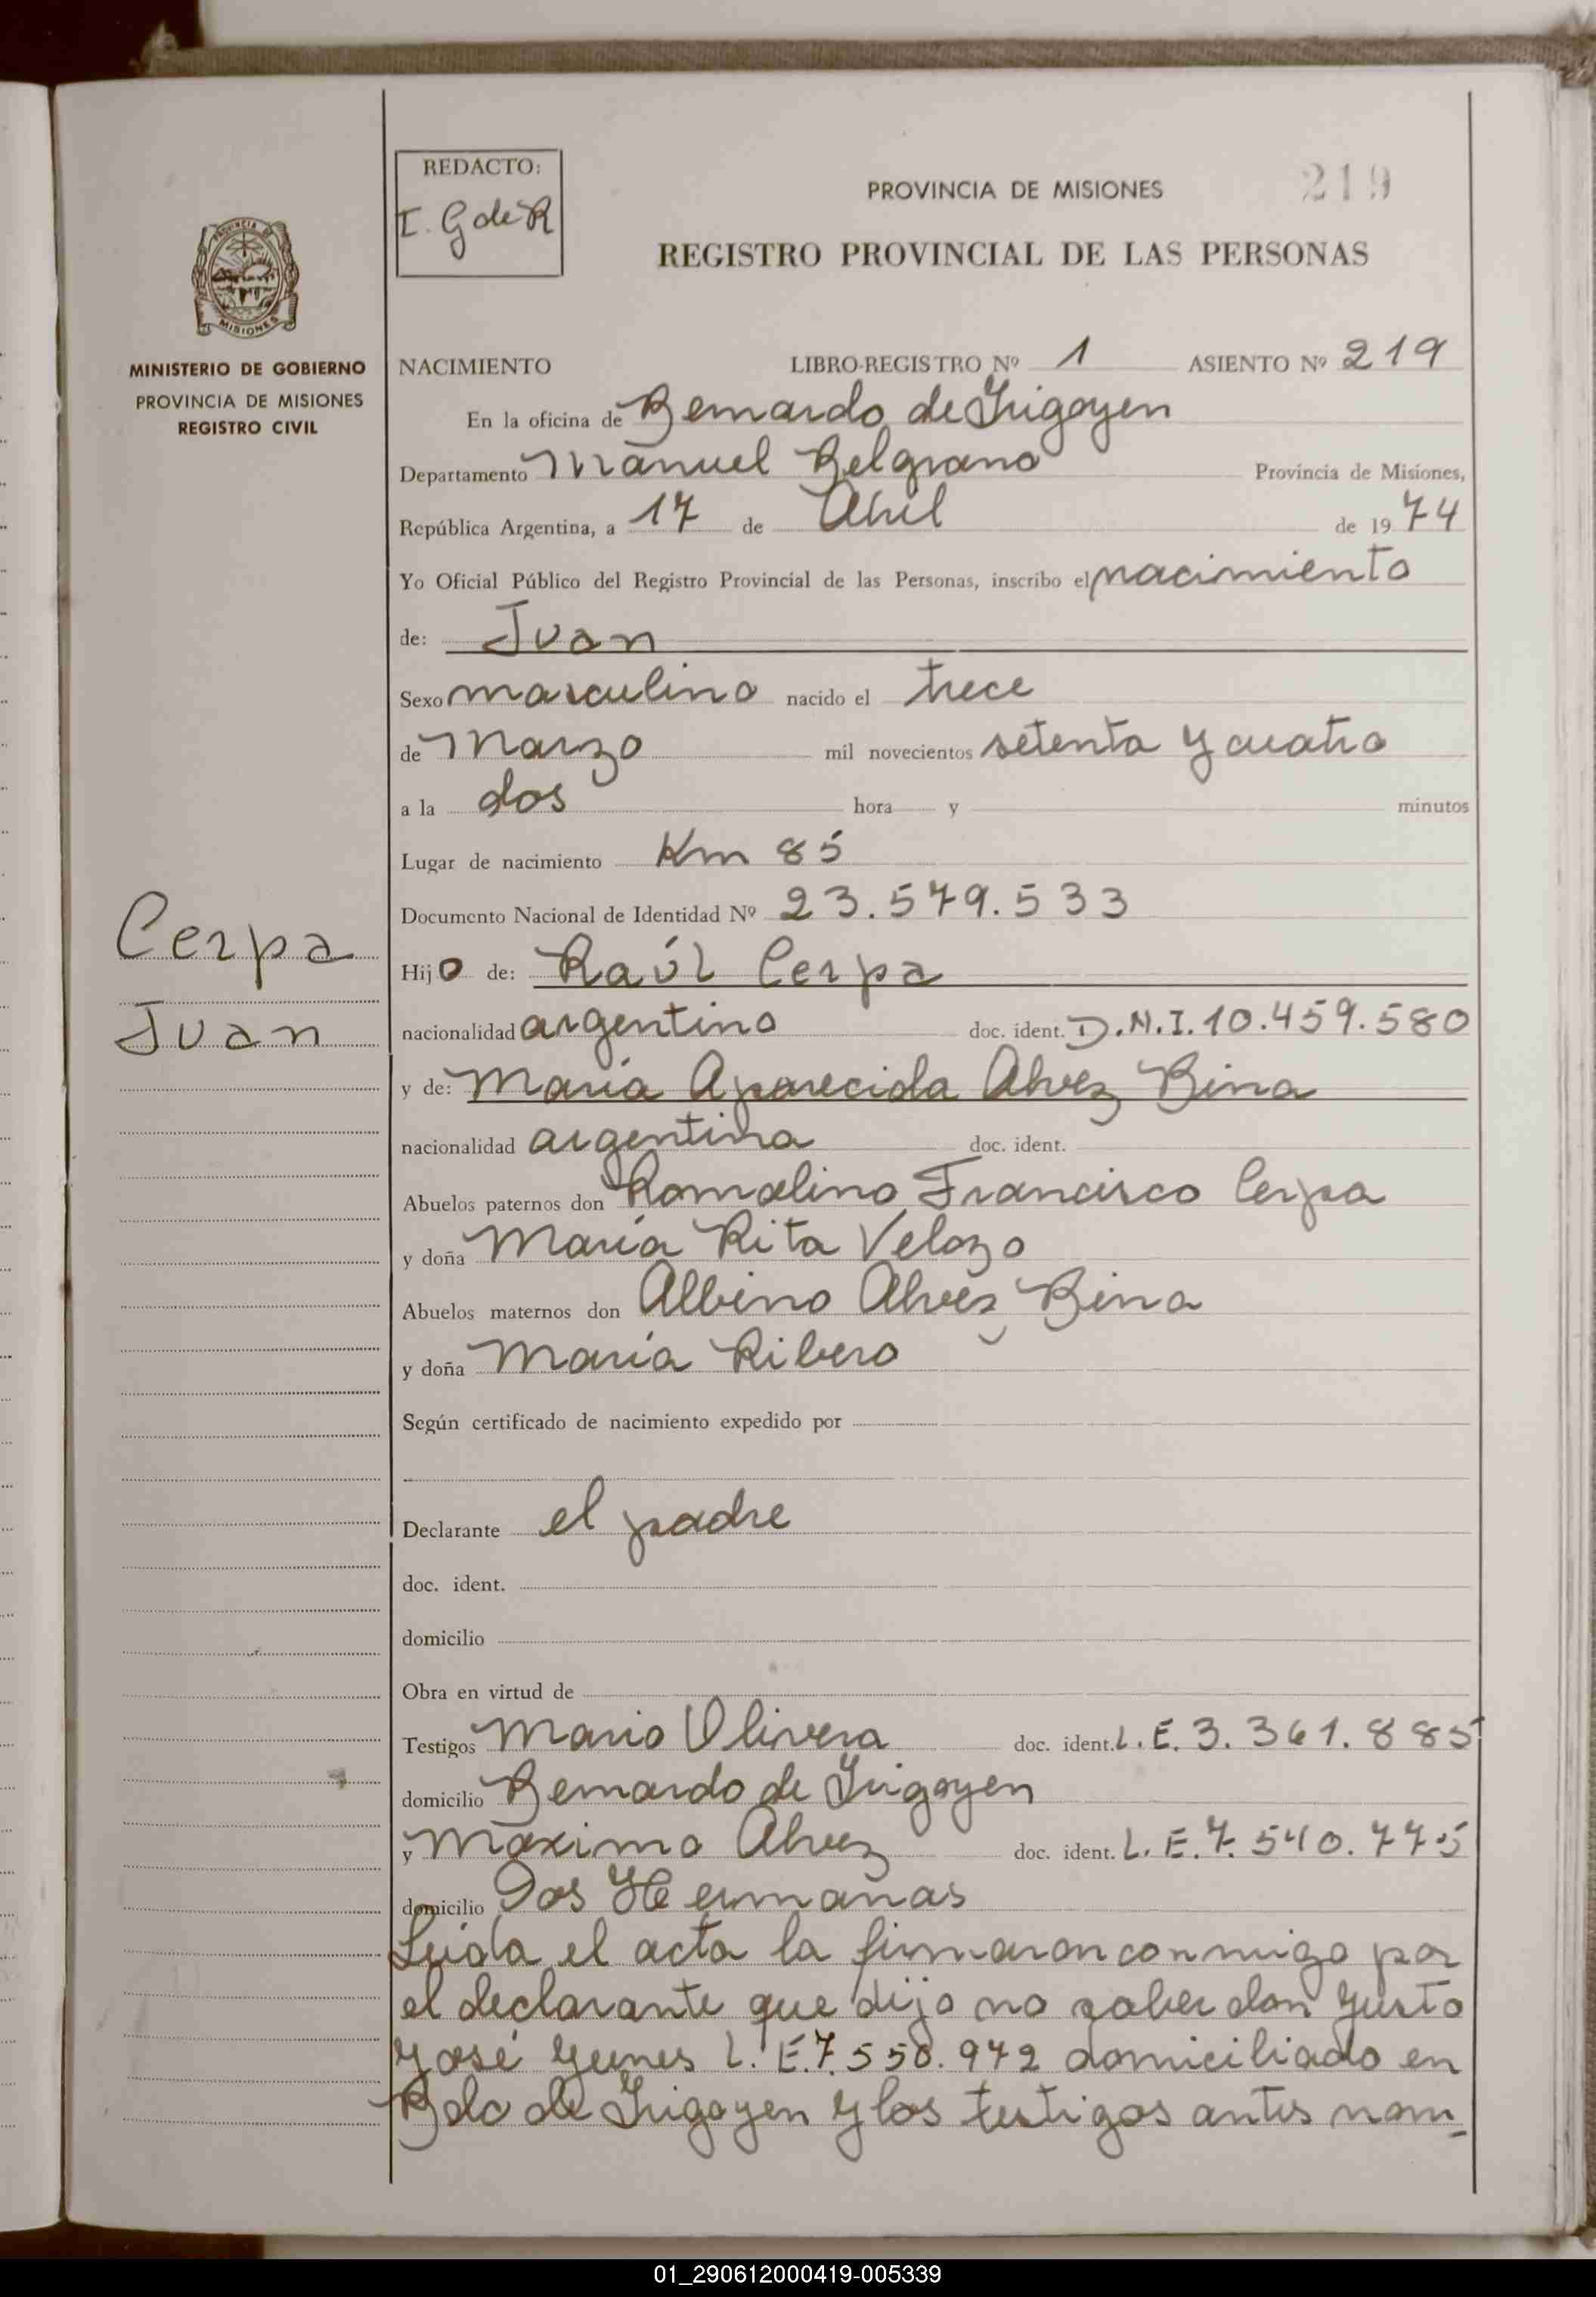 REDACTO:
I. G de R
PROVINCIA DE MISIONES
219
REGISTRO PROVINCIAL DE LAS PERSONAS
PROVINCIA DE
MISIONES
MINISTERIO DE GOBIERNO
PROVINCIA DE MISIONES
REGISTRO CIVIL
NACIMIENTO LIBRO-REGISTRO Nº 1 ASIENTO Nº 219
En la oficina de Bernardo de Irigoyen
Departamento Manuel Belgrano Provincia de Misiones,
República Argentina, a 17 de Abril de 1974
Yo Oficial Público del Registro Provincial de las Personas, inscribo el nacimiento
de: Juan
Sexo masculino nacido el trece
de Marzo mil novecientos setenta y cuatro
a la dos hora y minutos
Lugar de nacimiento Km 85
Documento Nacional de Identidad Nº 23.579.533
Cerpa
Juan
Hijo de: Raúl Cerpa
nacionalidad argentino doc. ident. D.N.I. 10.459.580
y de: María Aparecida Alvez Bina
nacionalidad argentina doc. ident.
Abuelos paternos don Romalino Francisco Cerpa
y doña María Rita Velozo
Abuelos maternos don Albino Alvez Bina
y doña María Ribero
Según certificado de nacimiento expedido por
Declarante el padre
doc. ident.
domicilio
Obra en virtud de
Testigos Mario Olivera doc. ident. L.E. 3.361.885
domicilio Bernardo de Irigoyen
y Máximo Alvez doc. ident. L.E. 7.540.775
domicilio Dos Hermanas
Leida el acta la firmaron conmigo por
el declarante que dijo no saber don Justo
José Yunes L.E. 7.550.972 domiciliado en
Bdo de Irigoyen y los testigos antes nom-
01_290612000419-005339